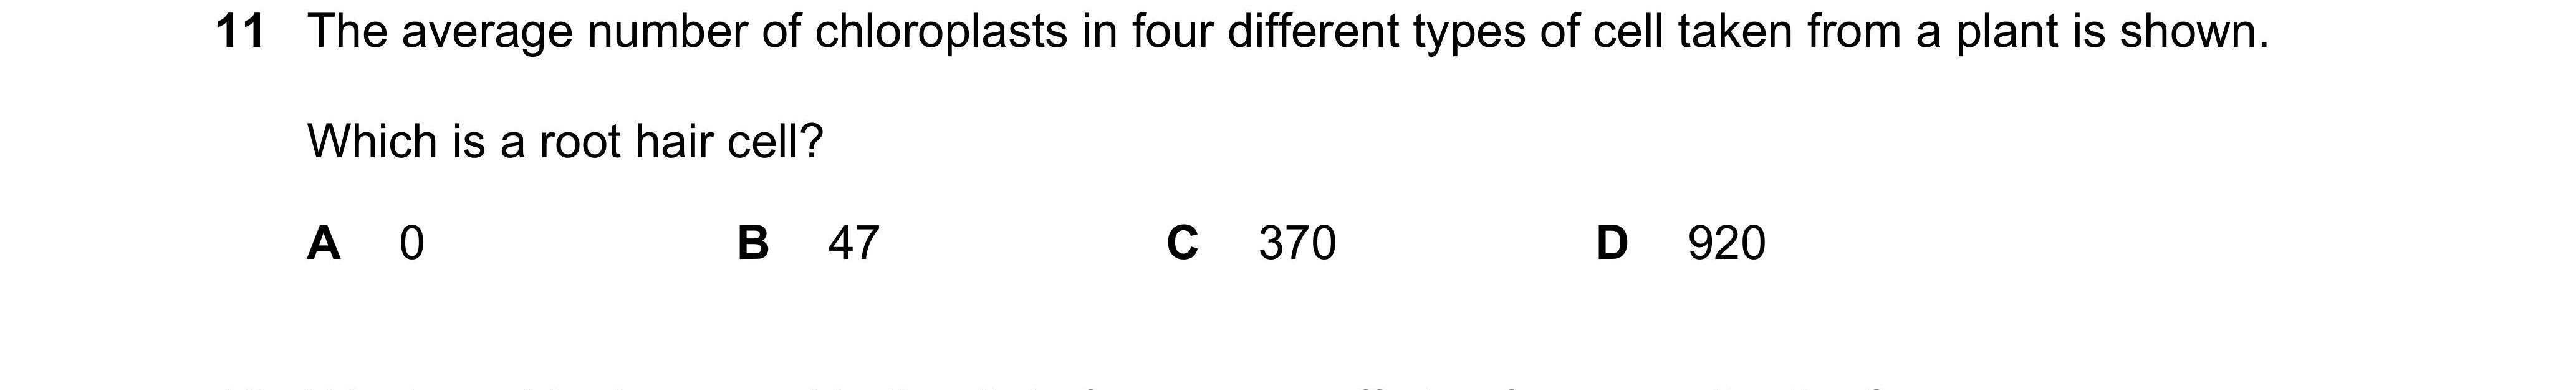 11 The average number of chloroplasts in four different types of cell taken from a plant is shown.
Which is a root hair cell?
A 0 B 47 C 370 D 920